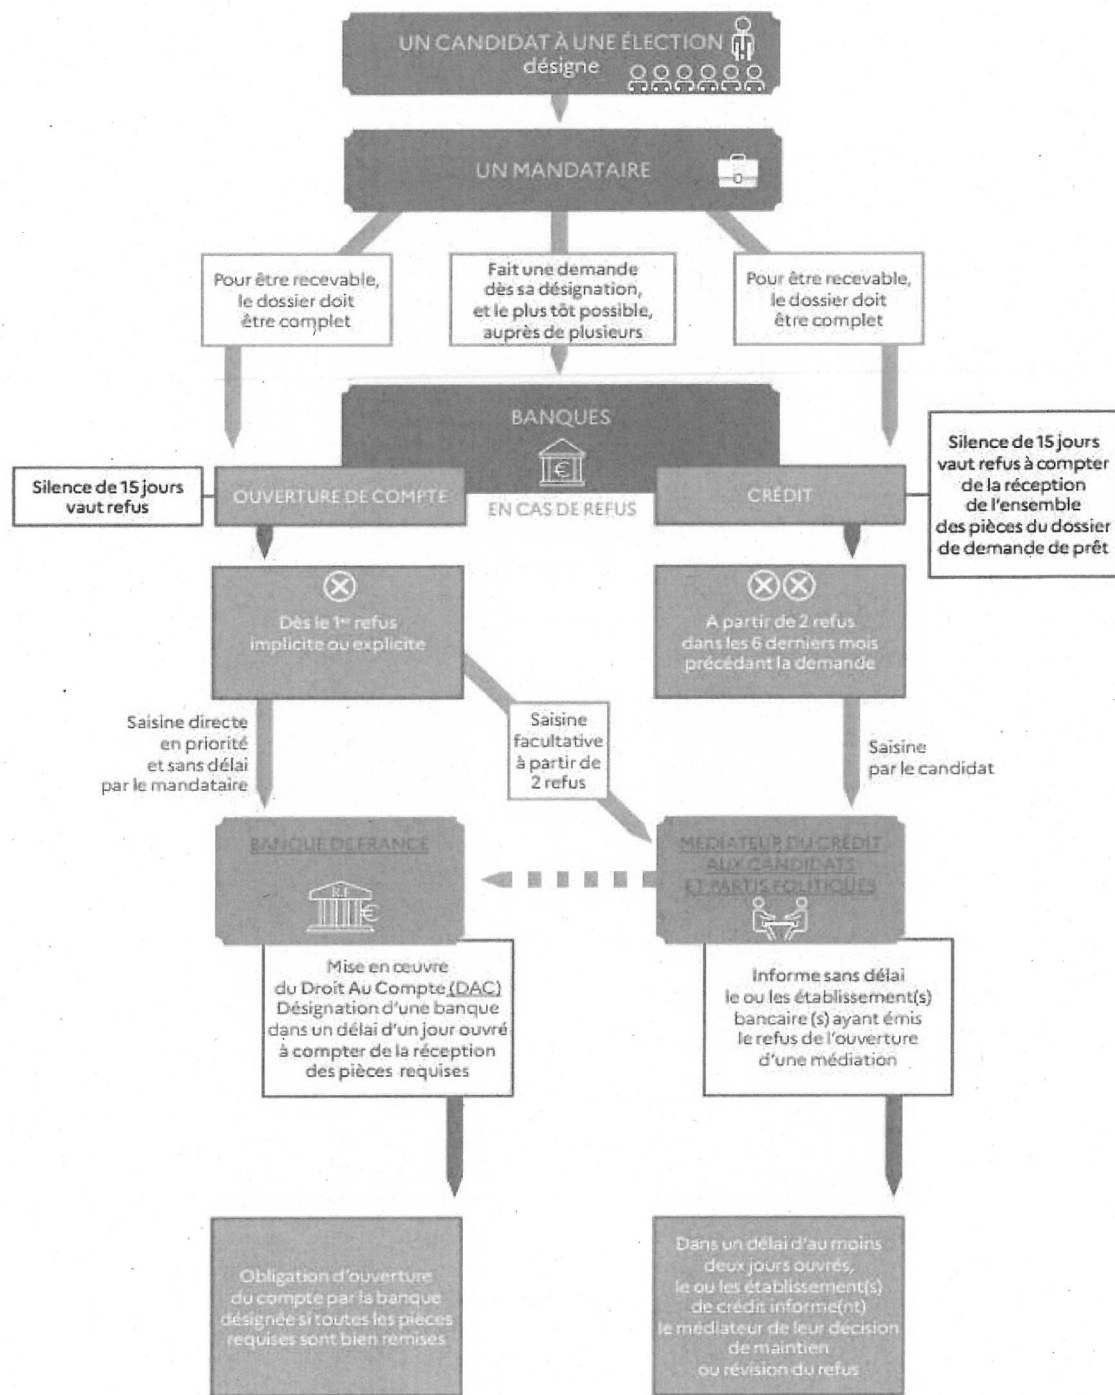 UN CANDIDAT À UNE ÉLECTION
désigne
UN MANDATAIRE
Pour être recevable,
le dossier doit
être complet
Fait une demande
dès sa désignation,
et le plus tôt possible,
auprès de plusieurs
Pour être recevable,
le dossier doit
être complet
BANQUES
€
Silence de 15 jours
vaut refus
OUVERTURE DE COMPTE
EN CAS DE REFUS
CRÉDIT
Silence de 15 jours
vaut refus à compter
de la réception
de l'ensemble
des pièces du dossier
de demande de prêt
Dès le 1er refus
implicite ou explicite
A partir de 2 refus
dans les 6 derniers mois
précédant la demande
Saisine directe
en priorité
et sans délai
par le mandataire
Saisine
facultative
à partir de
2 refus
Saisine
par le candidat
BANQUE DE FRANCE
R.F
€
MÉDIATEUR DU CRÉDIT
AUX CANDIDATS
ET PARTIS POLITIQUES
Mise en œuvre
du Droit Au Compte (DAC)
Désignation d'une banque
dans un délai d'un jour ouvré
à compter de la réception
des pièces requises
Informe sans délai
le ou les établissement(s)
bancaire (s) ayant émis
le refus de l'ouverture
d'une médiation
Obligation d'ouverture
du compte par la banque
désignée si toutes les pièces
requises sont bien remises
Dans un délai d'au moins
deux jours ouvrés,
le ou les établissement(s)
de crédit informe(nt)
le médiateur de leur décision
de maintien
ou révision du refus